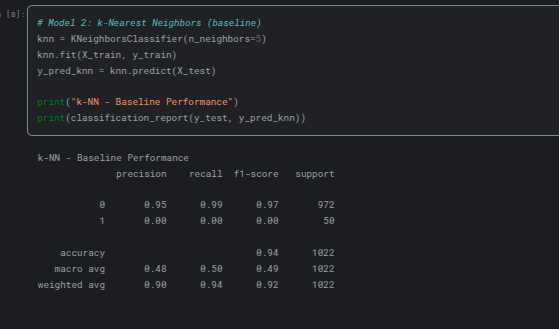 [8]:
# Model 2: k-Nearest Neighbors (baseline)
knn = KNeighborsClassifier(n_neighbors=5)
knn.fit(X_train, y_train)
y_pred_knn = knn.predict(X_test)
print("k-NN - Baseline Performance")
print(classification_report(y_test, y_pred_knn))
k-NN - Baseline Performance
precision recall f1-score support
0 0.95 0.99 0.97 972
1 0.00 0.00 0.00 50
accuracy 0.94 1022
macro avg 0.48 0.50 0.49 1022
weighted avg 0.90 0.94 0.92 1022